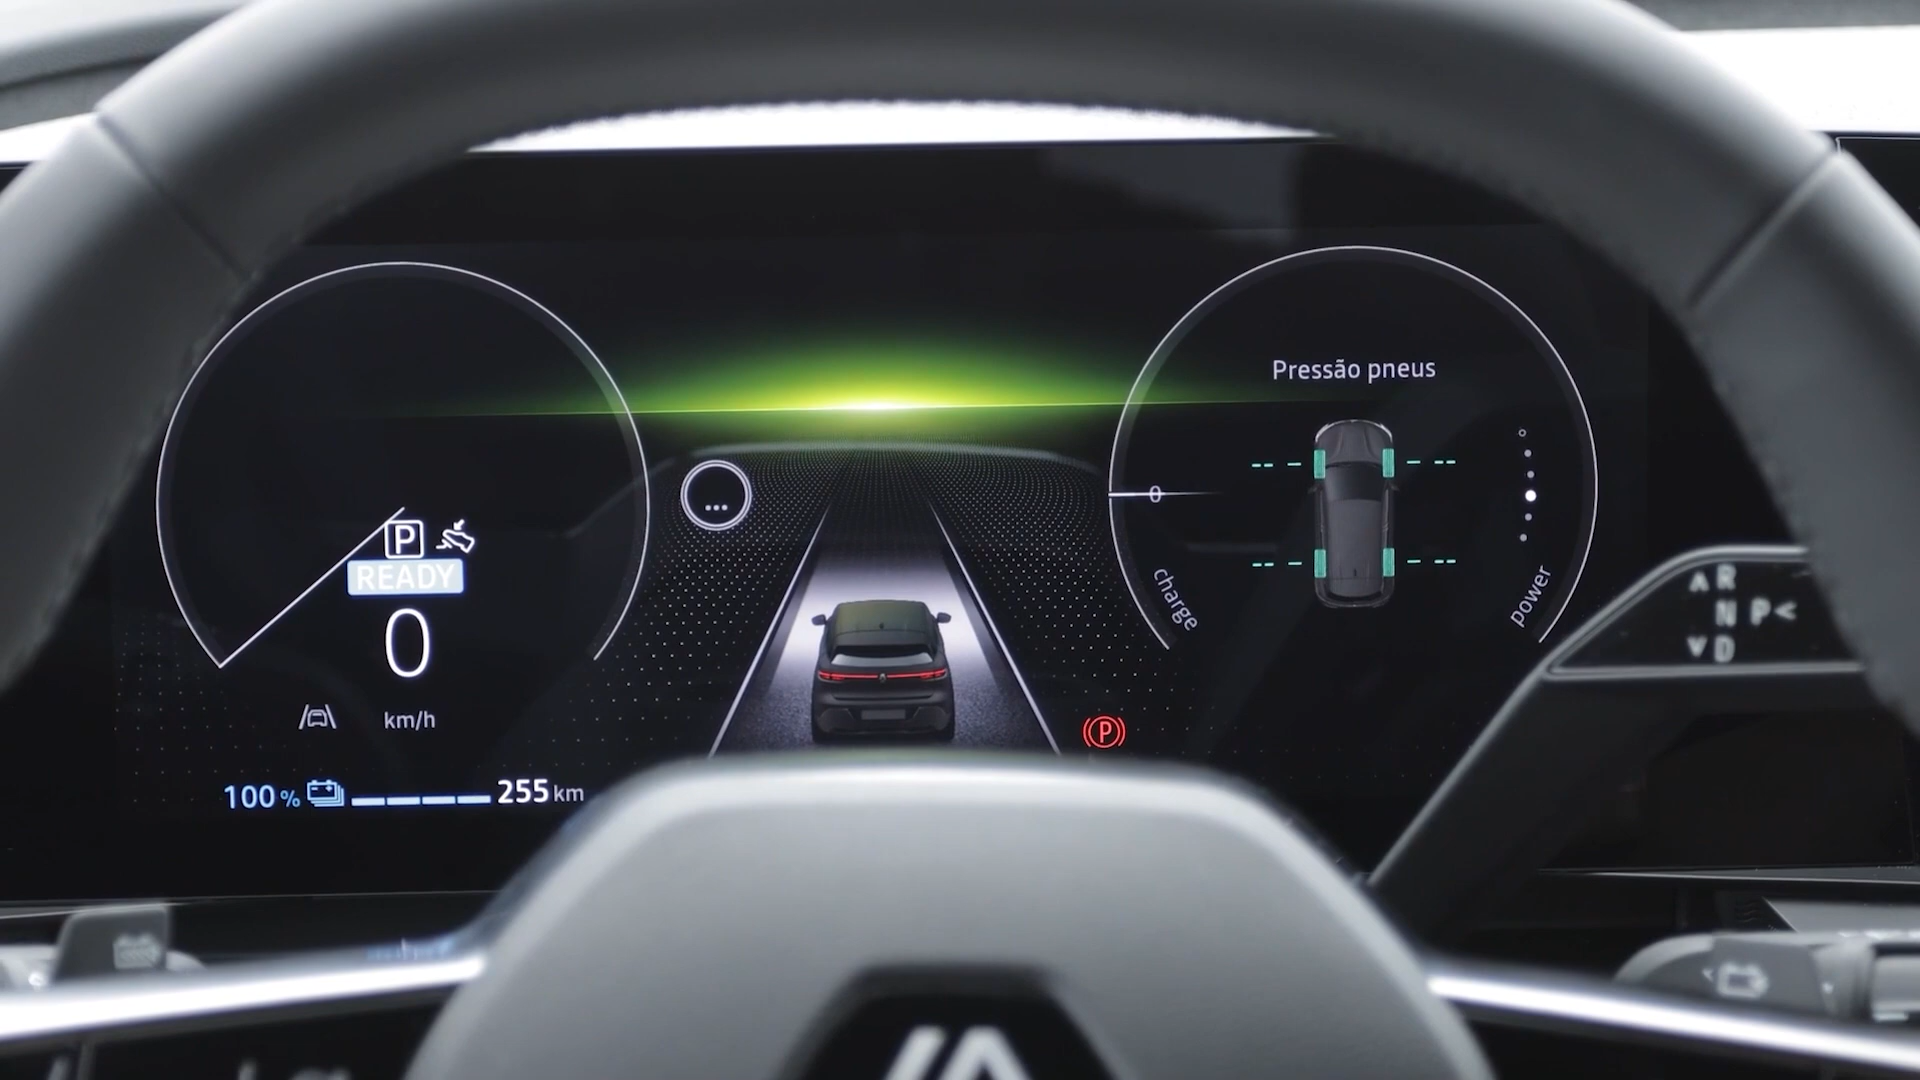 Pressão pneus
-- –
– --
...
0
P
READY
-- –
– --
0
charge
power
R
N P<
D
km/h
P
100%
255 km